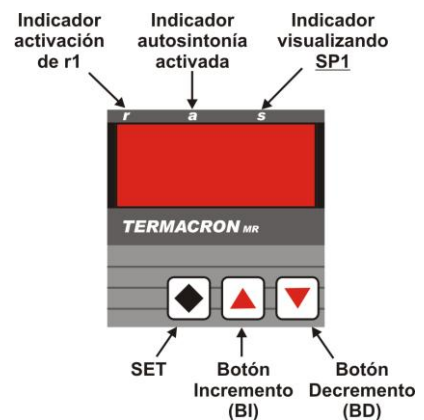 Indicador
activación
de r1
Indicador
autosintonía
activada
Indicador
visualizando
SP1
r a s
TERMACRON MR
SET
Botón
Incremento
(BI)
Botón
Decremento
(BD)